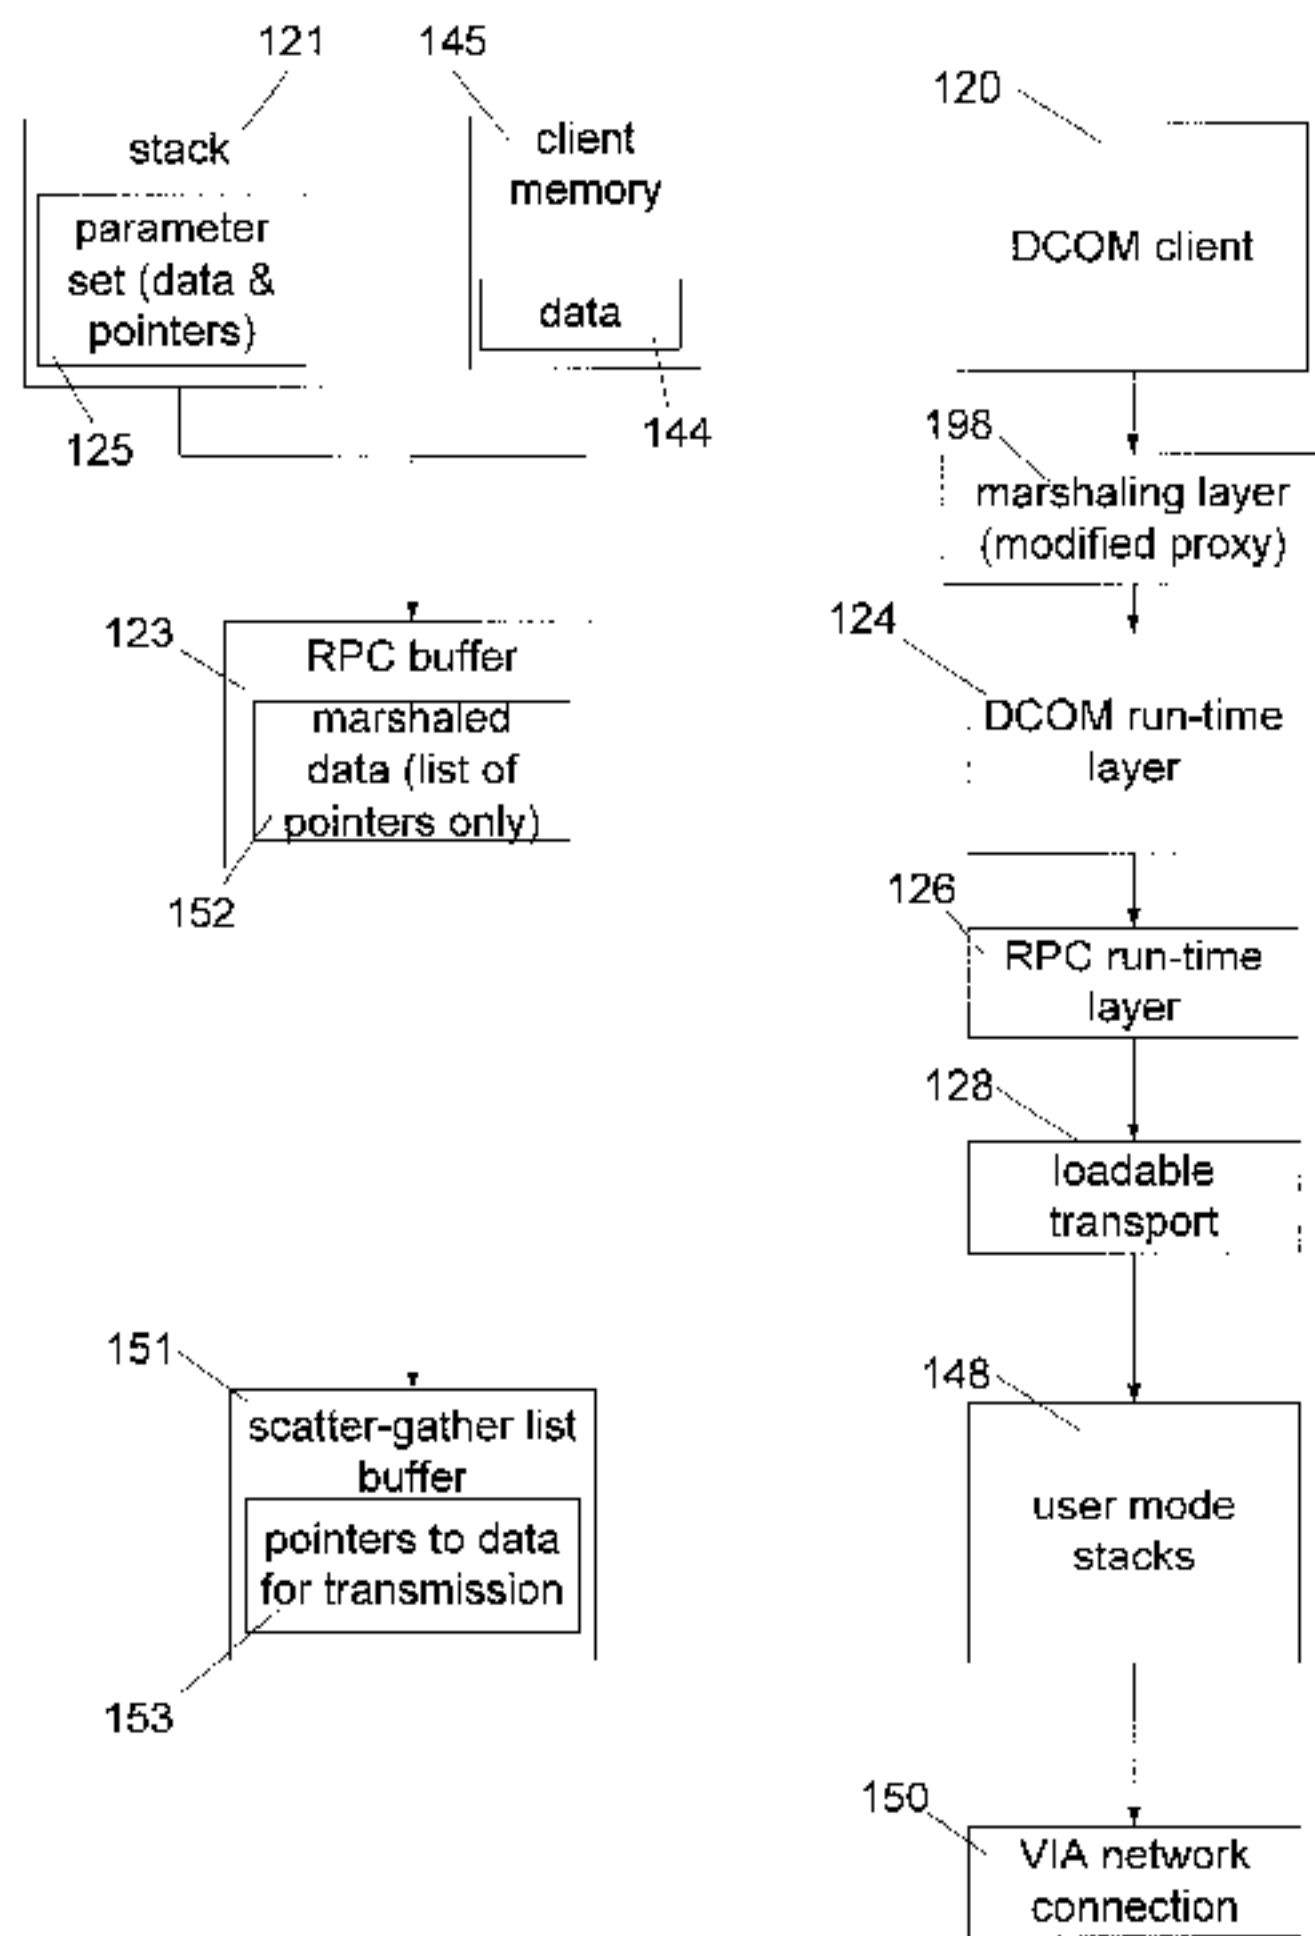 121
145
120
stack
client
memory
parameter
set (data &
pointers)
data
DCOM client
125
144
198
marshaling layer
(modified proxy)
123
124
RPC buffer
marshaled
data (list of
pointers only)
DCOM run-time
layer
152
126
RPC run-time
layer
128
loadable
transport
151
148
scatter-gather list
buffer
pointers to data
for transmission
user mode
stacks
153
150
VIA network
connection